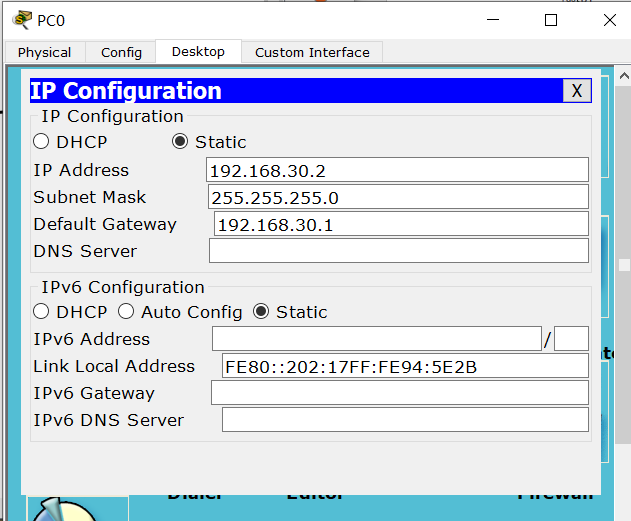 PC0
Physical Config Desktop Custom Interface
IP Configuration X
IP Configuration
DHCP Static
IP Address 192.168.30.2
Subnet Mask 255.255.255.0
Default Gateway 192.168.30.1
DNS Server
IPv6 Configuration
DHCP Auto Config Static
IPv6 Address /
Link Local Address FE80::202:17FF:FE94:5E2B
IPv6 Gateway
IPv6 DNS Server
Dialer Editor Firewall